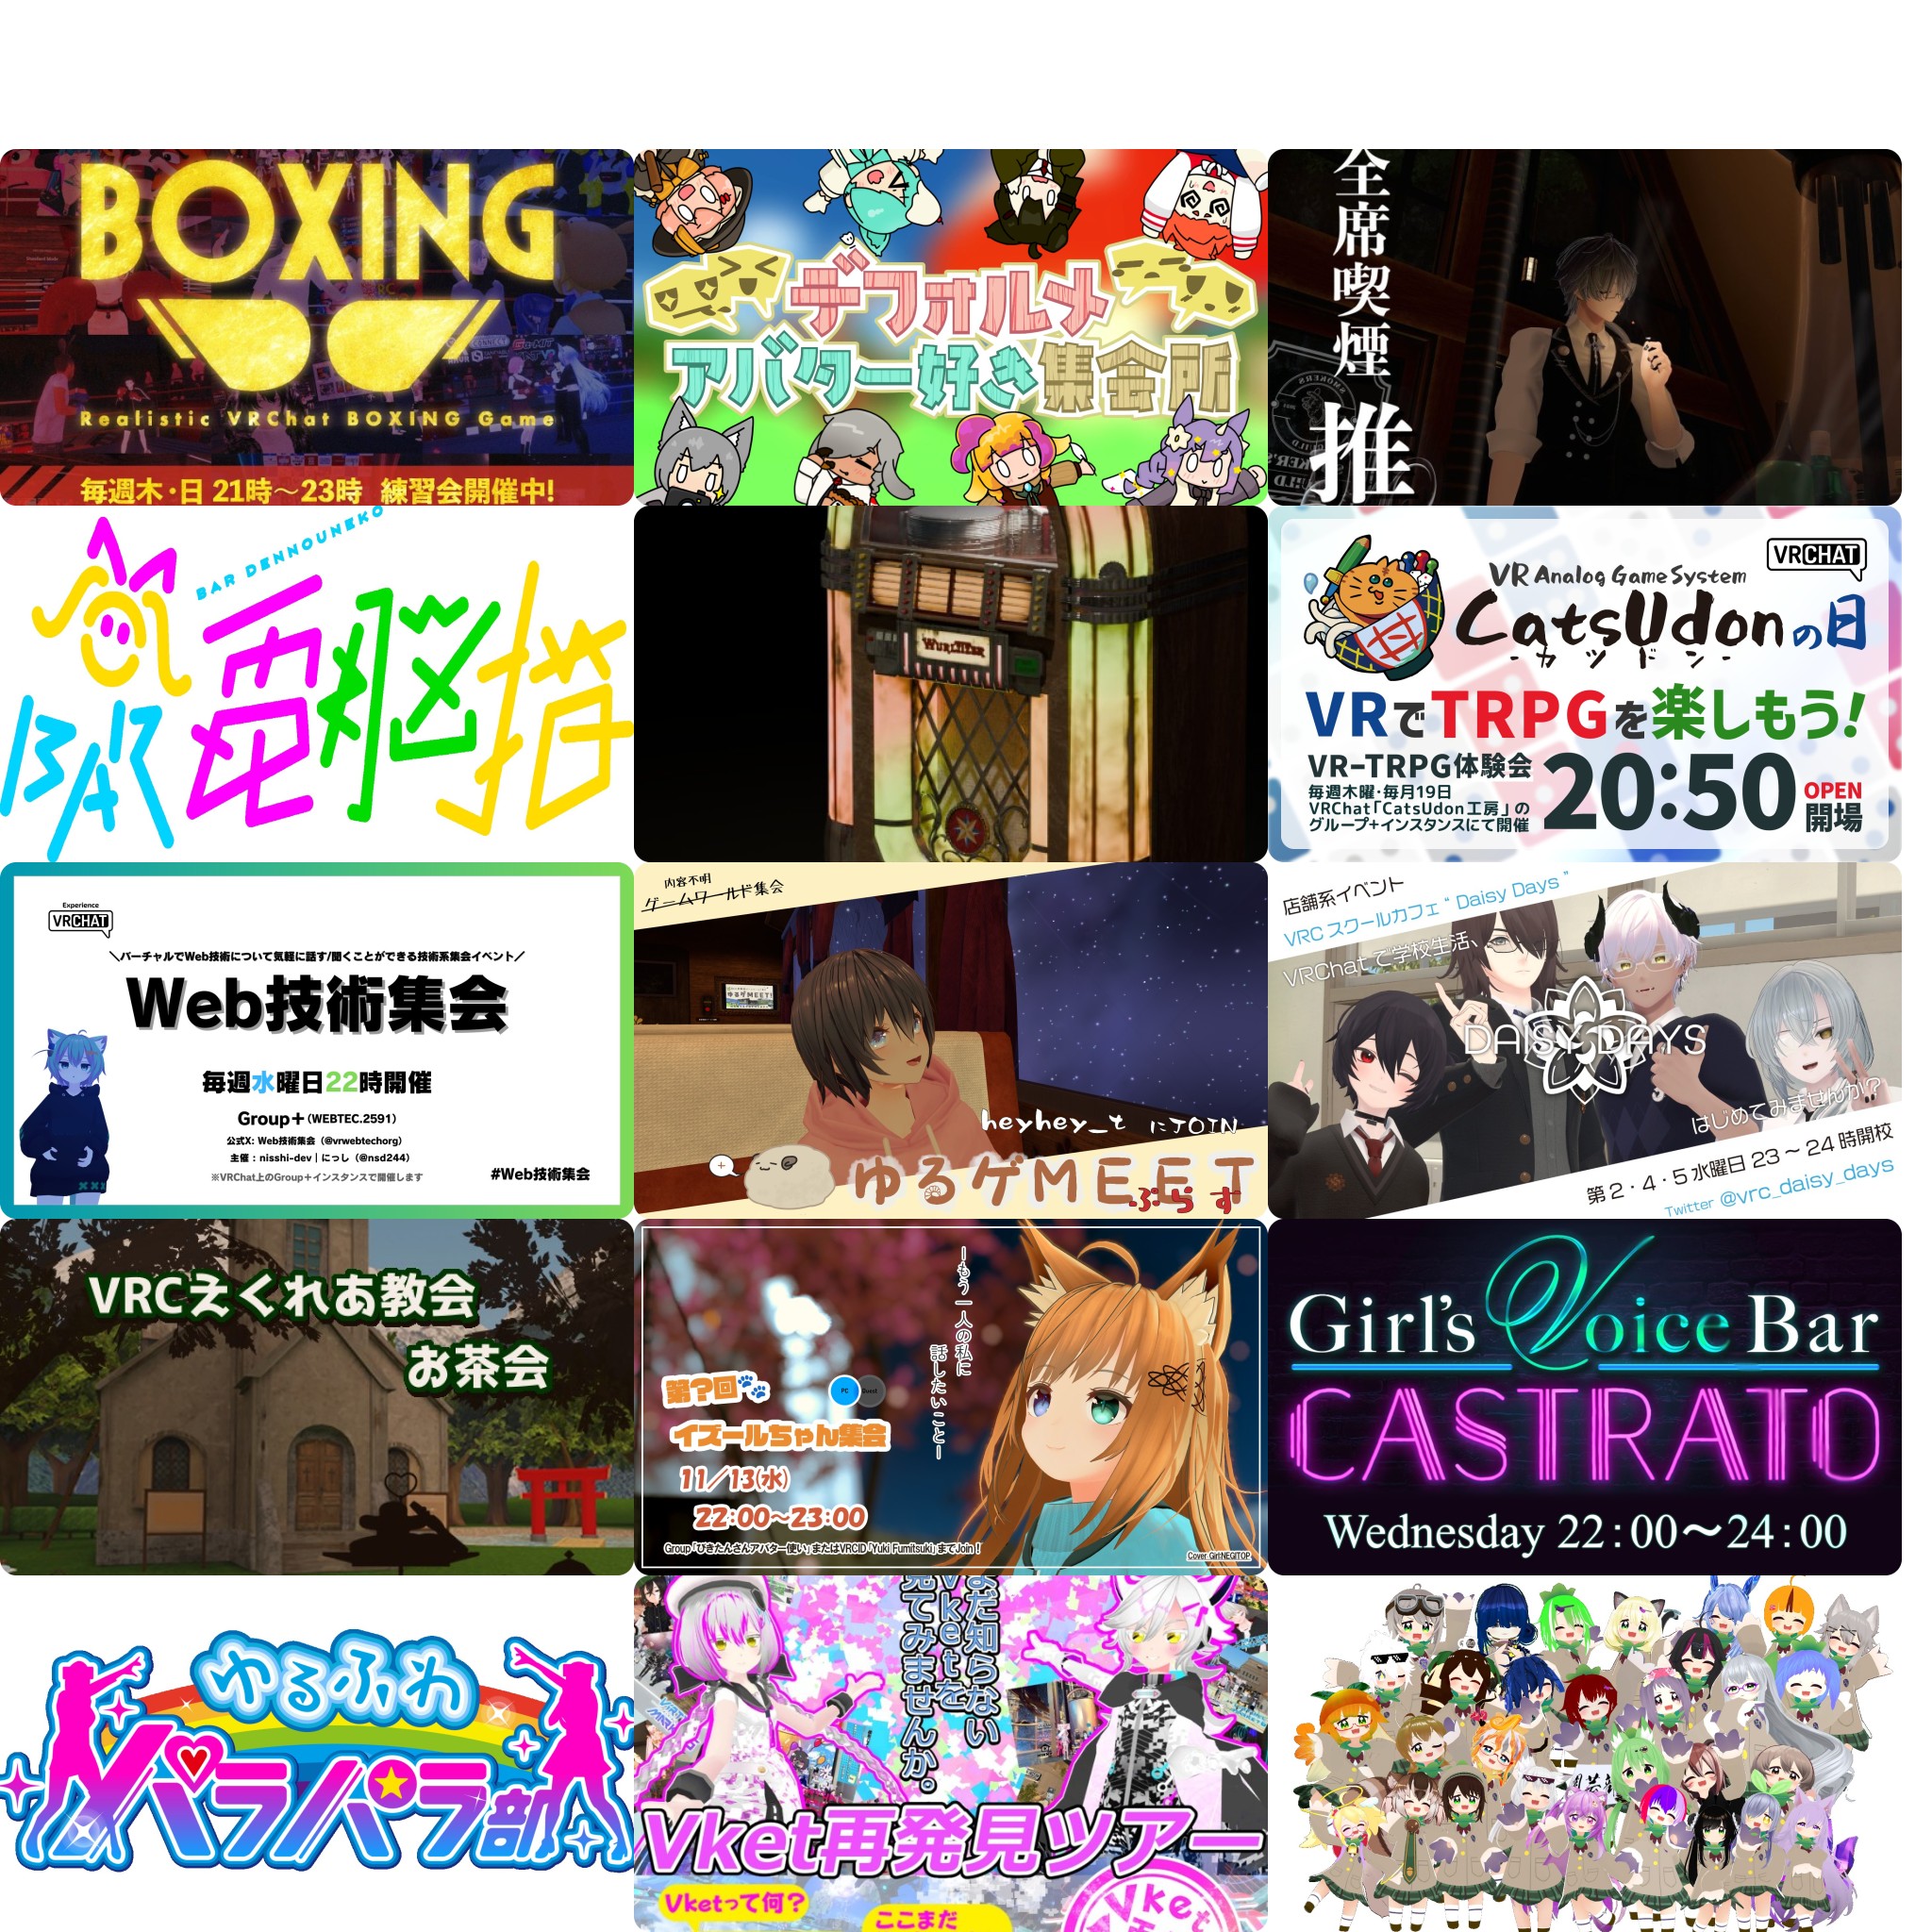 BOXING
Realistic VRChat BOXING Game
毎週木・日 21時～23時 練習会開催中!
デフォルメ
アバター好き集会所
全席喫煙
推
BAR DENNOUNEKO
BAR 電脳猫
WURLITZER
VRCHAT
VR Analog Game System
CatsUdonの日
-カツドン-
VRでTRPGを楽しもう!
VR-TRPG体験会
毎週木曜・毎月19日
VRChat「CatsUdon工房」の
グループ+インスタンスにて開催
20:50
OPEN
開場
Experience
VRCHAT
＼バーチャルでWeb技術について気軽に話す/聞くことができる技術系集会イベント／
Web技術集会
毎週水曜日22時開催
Group+(WEBTEC.2591)
公式X: Web技術集会（@vrwebtechorg）
主催：nisshi-dev｜にっし（@nsd244）
※VRChat上のGroup+インスタンスで開催します
#Web技術集会
内容不明
ゲームワールド集会
ゆるゲMEET!
heyhey_t にJOIN
ゆるゲMEET
ぷらす
店舗系イベント
VRCスクールカフェ“Daisy Days”
VRChatで学校生活、
DAISY DAYS
はじめてみませんか？
第2・4・5水曜日 23～24時開校
Twitter @vrc_daisy_days
VRCえくれあ教会
お茶会
―もう一人の私に
話したいこと―
第?回
PC
Quest
イズールちゃん集会
11/13(水)
22:00～23:00
Group「ぴきたんさんアバター使い」またはVRCID「Yuki Fumitsuki」までJoin！
Cover Girl:NEGITOP
Girl's Voice Bar
CASTRATO
Wednesday 22:00～24:00
ゆるふわ
パラパラ部
まだ知らない
Vketを
見てみませんか。
Vket再発見ツアー
Vketって何？
ここまだ
Vket